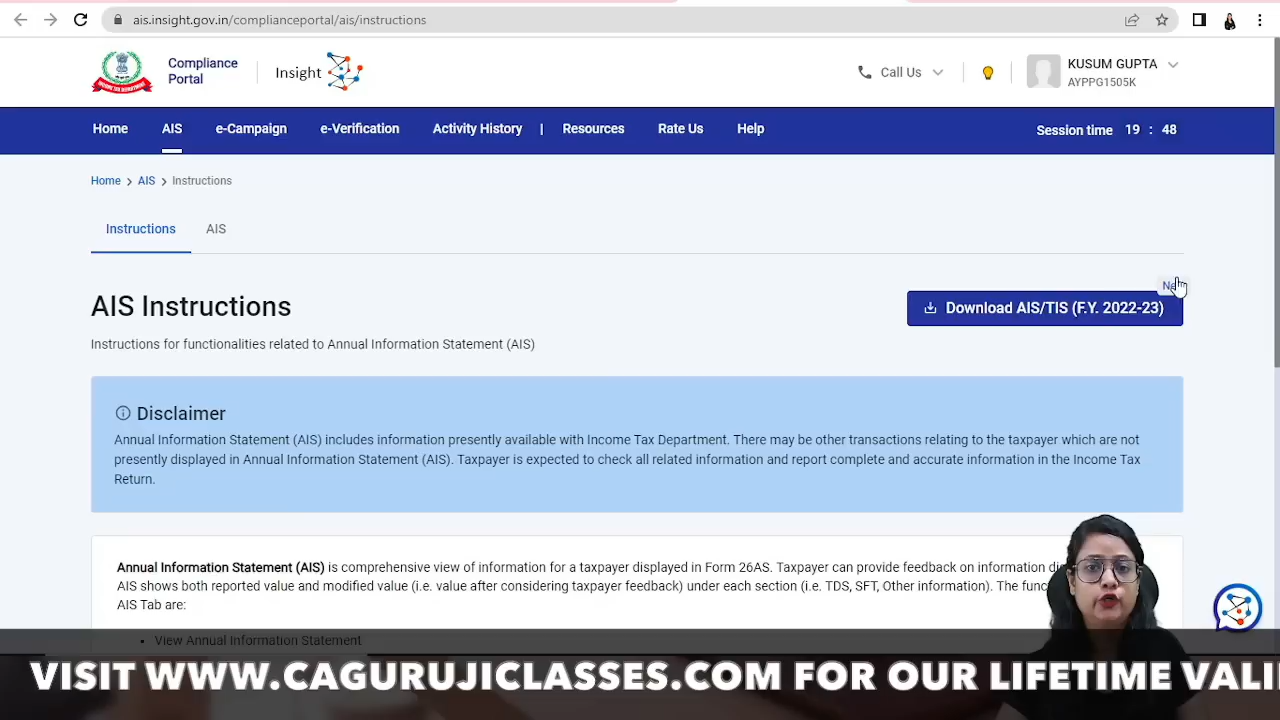 ais.insight.gov.in/complianceportal/ais/instructions
Compliance Portal
Insight
Call Us
KUSUM GUPTA
AYPPG1505K
Home AIS e-Campaign e-Verification Activity History | Resources Rate Us Help
Session time 19 : 48
Home > AIS > Instructions
Instructions AIS
AIS Instructions
Download AIS/TIS (F.Y. 2022-23)
Instructions for functionalities related to Annual Information Statement (AIS)
Disclaimer
Annual Information Statement (AIS) includes information presently available with Income Tax Department. There may be other transactions relating to the taxpayer which are not
presently displayed in Annual Information Statement (AIS). Taxpayer is expected to check all related information and report complete and accurate information in the Income Tax
Return.
Annual Information Statement (AIS) is comprehensive view of information for a taxpayer displayed in Form 26AS. Taxpayer can provide feedback on information
AIS shows both reported value and modified value (i.e. value after considering taxpayer feedback) under each section (i.e. TDS, SFT, Other information). The
AIS Tab are:
• View Annual Information Statement
VISIT WWW.CAGURUJICLASSES.COM FOR OUR LIFETIME